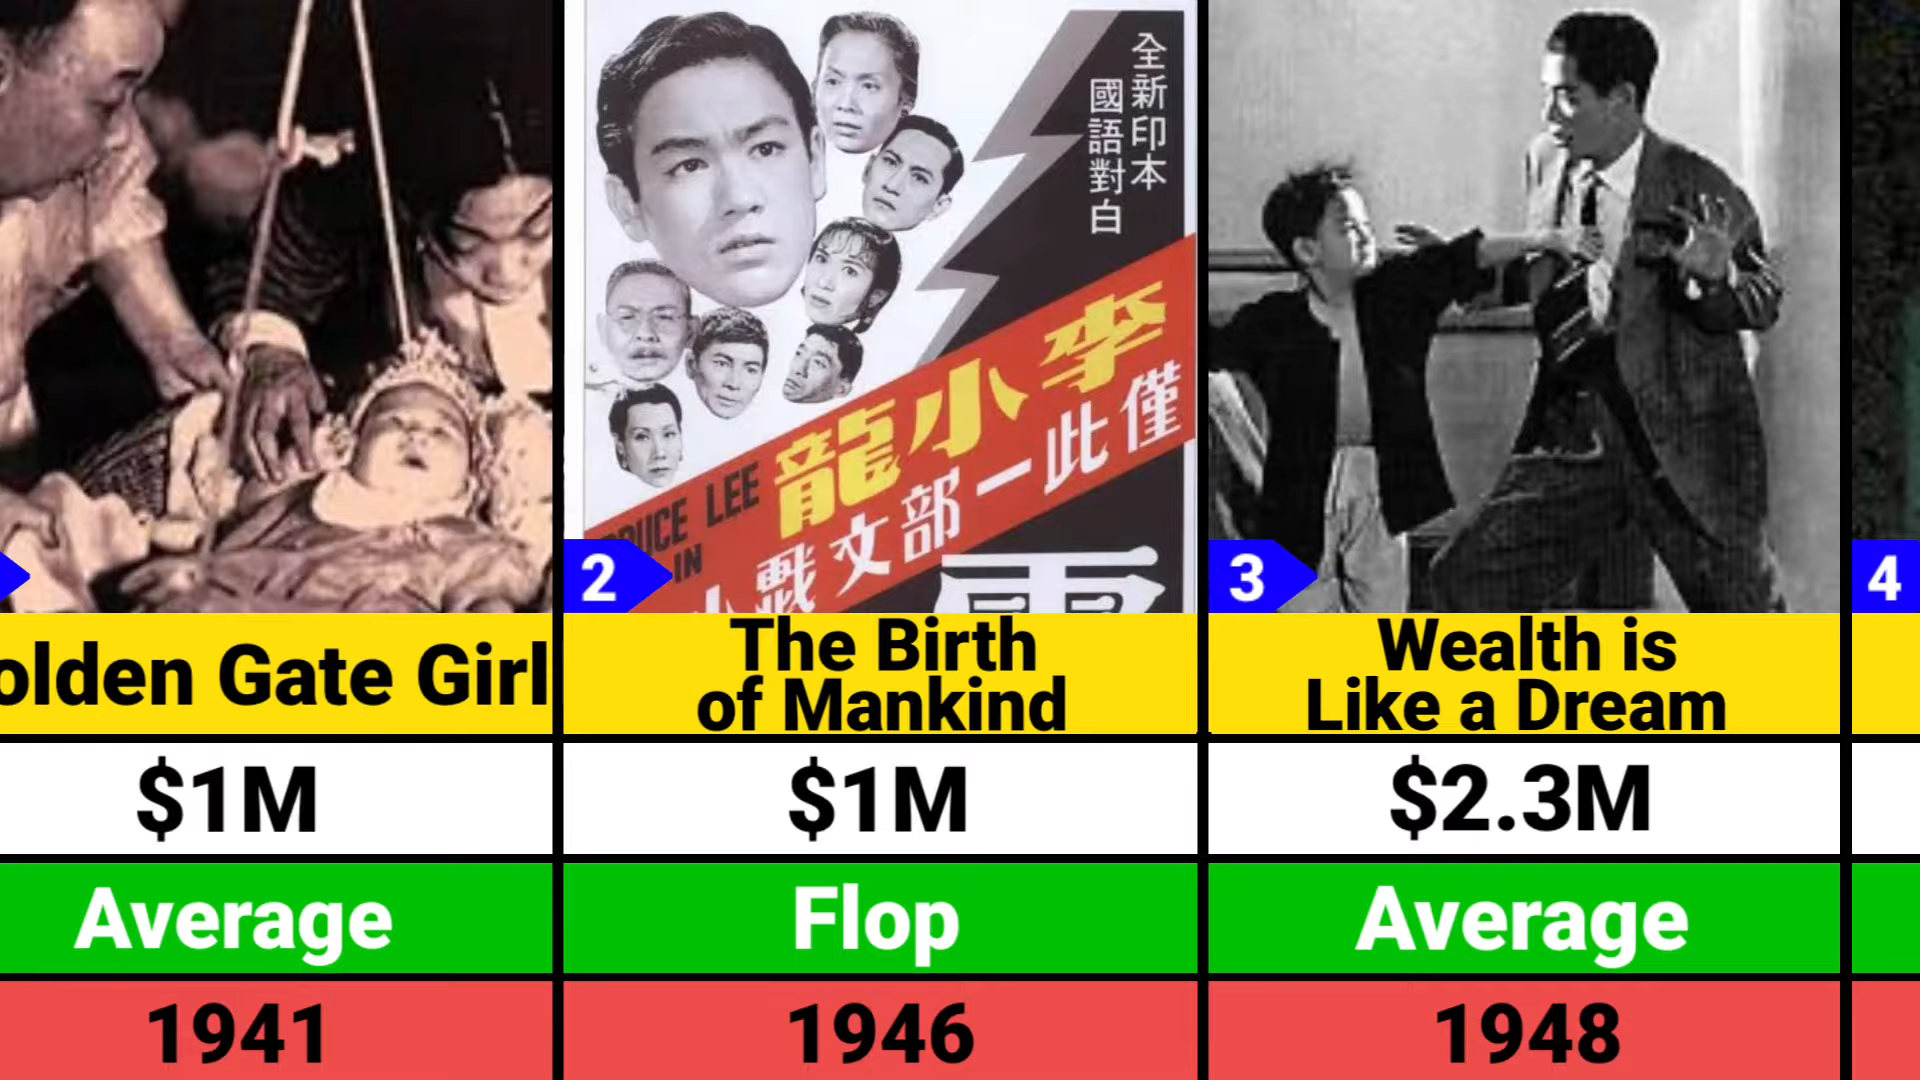 全新印本
國語對白
李小龍
BRUCE LEE
IN
僅此一部文戲
olden Gate Girl
$1M
Average
1941
2
The Birth
of Mankind
$1M
Flop
1946
3
Wealth is
Like a Dream
$2.3M
Average
1948
4